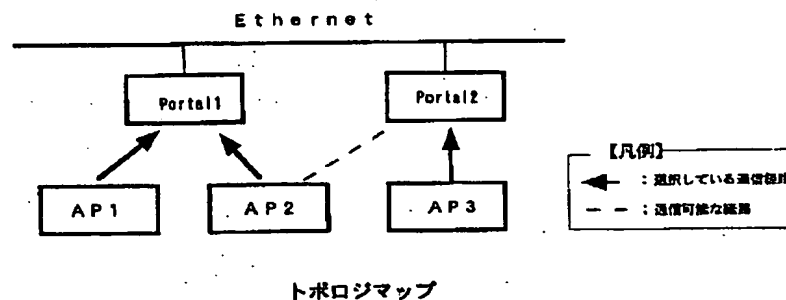 Ethernet
Portal1
Portal2
AP1
AP2
AP3
【凡例】
：選択している通信経路
：通信可能な経路
トポロジマップ